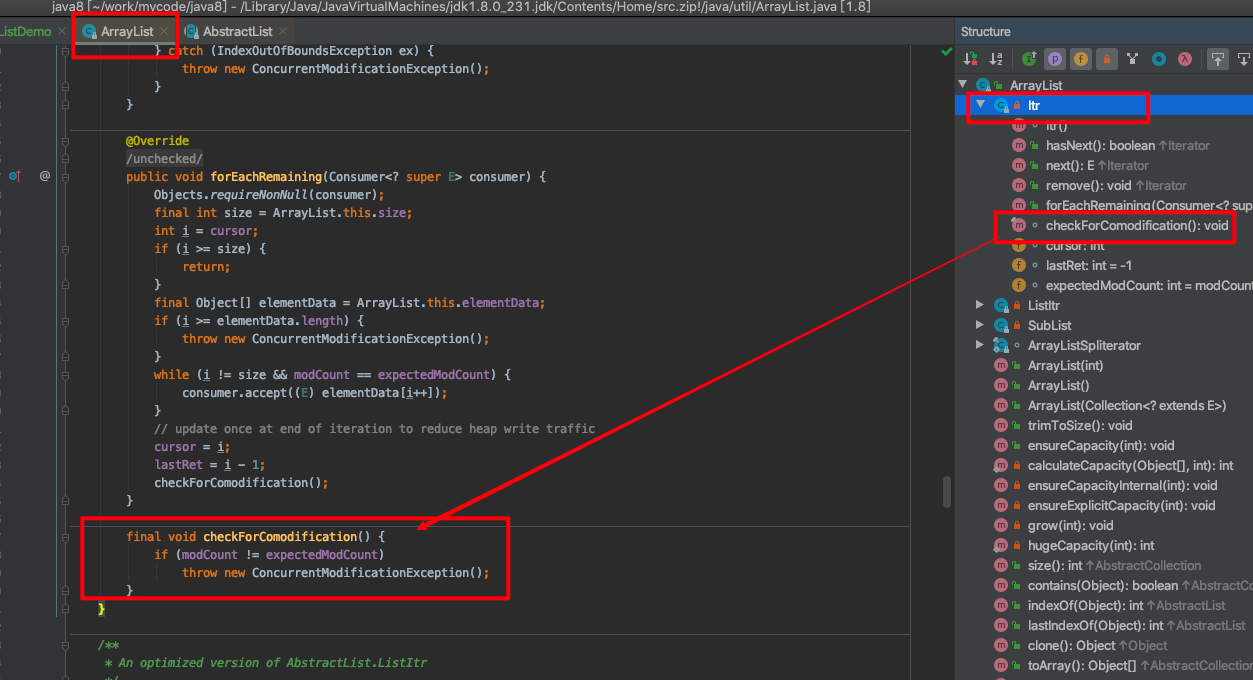 java8 [~/work/mycode/java8] - /Library/Java/JavaVirtualMachines/jdk1.8.0_231.jdk/Contents/Home/src.zip!/java/util/ArrayList.java [1.8]
ListDemo
ArrayList
AbstractList
} catch (IndexOutOfBoundsException ex) {
throw new ConcurrentModificationException();
}
}
@Override
/unchecked/
public void forEachRemaining(Consumer<? super E> consumer) {
Objects.requireNonNull(consumer);
final int size = ArrayList.this.size;
int i = cursor;
if (i >= size) {
return;
}
final Object[] elementData = ArrayList.this.elementData;
if (i >= elementData.length) {
throw new ConcurrentModificationException();
}
while (i != size && modCount == expectedModCount) {
consumer.accept((E) elementData[i++]);
}
// update once at end of iteration to reduce heap write traffic
cursor = i;
lastRet = i - 1;
checkForComodification();
}
final void checkForComodification() {
if (modCount != expectedModCount)
throw new ConcurrentModificationException();
}
}
/**
* An optimized version of AbstractList.ListItr
*/
Structure
ArrayList
Itr
Itr()
hasNext(): boolean ↑Iterator
next(): E ↑Iterator
remove(): void ↑Iterator
forEachRemaining(Consumer<? sup
checkForComodification(): void
cursor: int
lastRet: int = -1
expectedModCount: int = modCount
ListItr
SubList
ArrayListSpliterator
ArrayList(int)
ArrayList()
ArrayList(Collection<? extends E>)
trimToSize(): void
ensureCapacity(int): void
calculateCapacity(Object[], int): int
ensureCapacityInternal(int): void
ensureExplicitCapacity(int): void
grow(int): void
hugeCapacity(int): int
size(): int ↑AbstractCollection
contains(Object): boolean ↑AbstractCo
indexOf(Object): int ↑AbstractList
lastIndexOf(Object): int ↑AbstractList
clone(): Object ↑Object
toArray(): Object[] ↑AbstractCollection